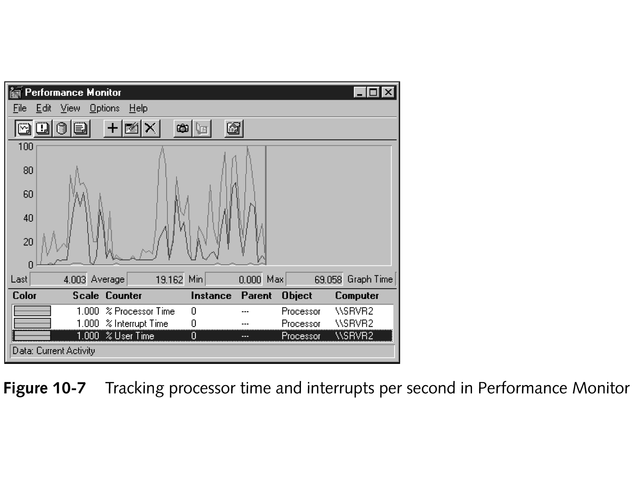 Performance Monitor
File Edit View Options Help
100
80
60
40
20
0
Last 4.003 Average 19.162 Min 0.000 Max 69.058 Graph Time
Color Scale Counter Instance Parent Object Computer
1.000 % Processor Time 0 --- Processor \\SRVR2
1.000 % Interrupt Time 0 --- Processor \\SRVR2
1.000 % User Time 0 --- Processor \\SRVR2
Data: Current Activity
Figure 10-7 Tracking processor time and interrupts per second in Performance Monitor